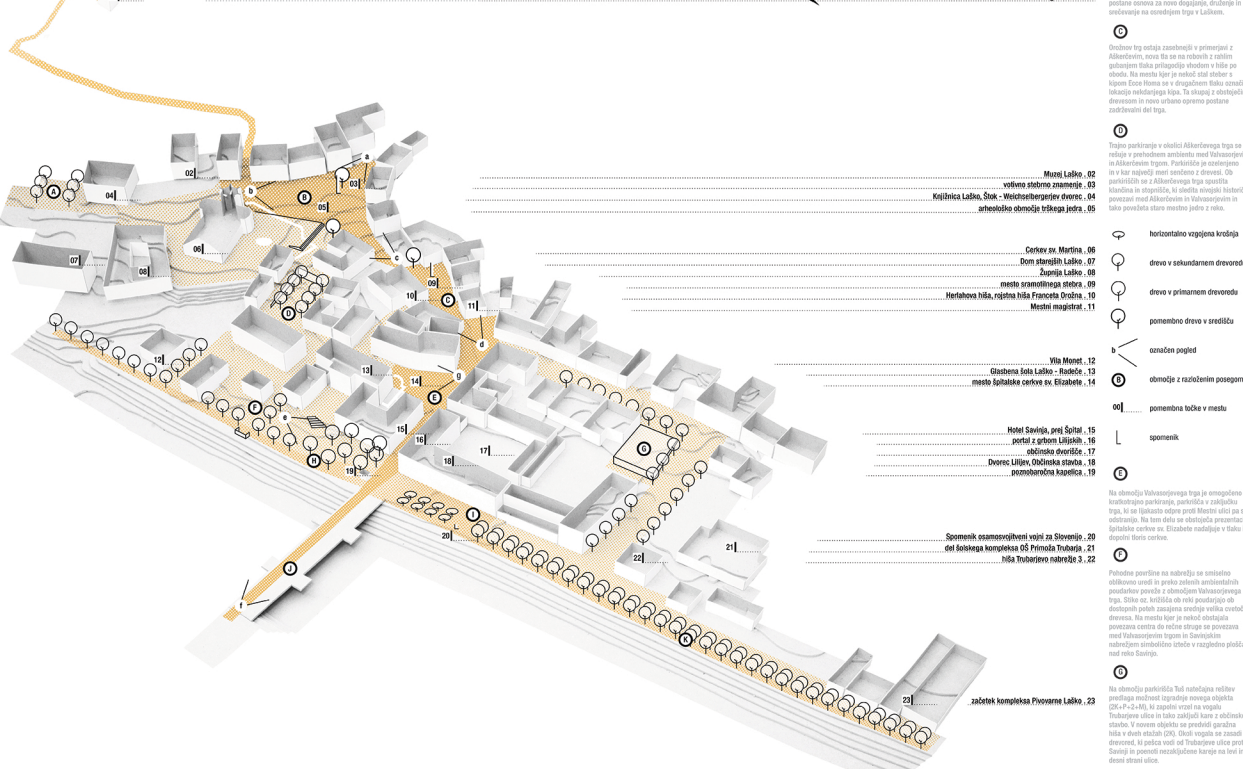 postane osnova za novo dogajanje, druženje in
srečevanje na osrednjem trgu v Laškem.
C
Orožnov trg ostaja zasebnejši v primerjavi z
Aškerčevim, nova tla se na robovih z rahlim
gubanjem tlaka prilagodijo vhodom v hiše po
obodu. Na mestu kjer je nekoč stal steber s
kipom Ecce Homa se v drugačnem tlaku označi
lokacija nekdanjega kipa. Ta skupaj z obstoječim
drevesom in novo urbano opremo postane
zadrževalni del trga.
D
Trajno parkiranje v okolici Aškerčevega trga se
rešuje v prehodnem ambientu med Valvasorjevim
in Aškerčevim trgom. Parkirišče je ozelenjeno
in v kar največji meri senčeno z drevesi. Ob
parkiriščih se z Aškerčevega trga spustita
klančina in stopnišče, ki sledita nivojski historični
povezavi med Aškerčevim in Valvasorjevim in
tako povežeta staro mestno jedro z reko.
Muzej Laško . 02
votivno stebrno znamenje . 03
Knjižnica Laško, Štok - Weichselbergerjev dvorec . 04
arheološko območje trškega jedra . 05
Cerkev sv. Martina . 06
Dom starejših Laško . 07
Župnija Laško . 08
mesto sramotilnega stebra . 09
Herlahova hiša, rojstna hiša Franceta Orožna . 10
Mestni magistrat . 11
Vila Monet . 12
Glasbena šola Laško - Radeče . 13
mesto špitalske cerkve sv. Elizabete . 14
Hotel Savinja, prej Špital . 15
portal z grbom Lilijskih . 16
občinsko dvorišče . 17
Dvorec Lilijev, Občinska stavba . 18
poznobaročna kapelica . 19
Spomenik osamosvojitveni vojni za Slovenijo . 20
del šolskega kompleksa OŠ Primoža Trubarja . 21
hiša Trubarjevo nabrežje 3 . 22
začetek kompleksa Pivovarne Laško . 23
horizontalno vzgojena krošnja
drevo v sekundarnem drevoredu
drevo v primarnem drevoredu
pomembno drevo v središču
b označen pogled
B območje z razloženim posegom
00 pomembna točke v mestu
spomenik
E
Na območju Valvasorjevega trga je omogočeno
kratkotrajno parkiranje, parkirišča v zaključku
trga, ki se lijakasto odpre proti Mestni ulici pa se
odstranijo. Na tem delu se obstoječa prezentacija
špitalske cerkve sv. Elizabete nadaljuje v tlaku
dopolni tloris cerkve.
F
Pohodne površine na nabrežju se smiselno
oblikovno uredi in preko zelenih ambientalnih
poudarkov poveže z območjem Valvasorjevega
trga. Stike oz. križišča ob reki poudarjajo ob
dostopnih poteh zasajena srednje velika cvetoča
drevesa. Na mestu kjer je nekoč obstajala
povezava centra do rečne struge se povezava
med Valvasorjevim trgom in Savinjskim
nabrežjem simbolično izteče v razgledno ploščad
nad reko Savinjo.
G
Na območju parkirišča Tuš natečajna rešitev
predlaga možnost izgradnje novega objekta
(2K+P+2+M), ki zapolni vrzel na vogalu
Trubarjeve ulice in tako zaključi kare z občinsko
stavbo. V novem objektu se predvidi garažna
hiša v dveh etažah (2K). Okoli vogala se zasadi
drevored, ki pešca vodi od Trubarjeve ulice proti
Savinji in poenoti nezaključene kareje na levi in
desni strani ulice.
A
04
02
b
a
03
B
05
06
07
08
c
09
10
C
11
D
d
12
13
14
g
E
F
e
15
16
17
18
G
H
19
I
20
21
22
J
f
K
23